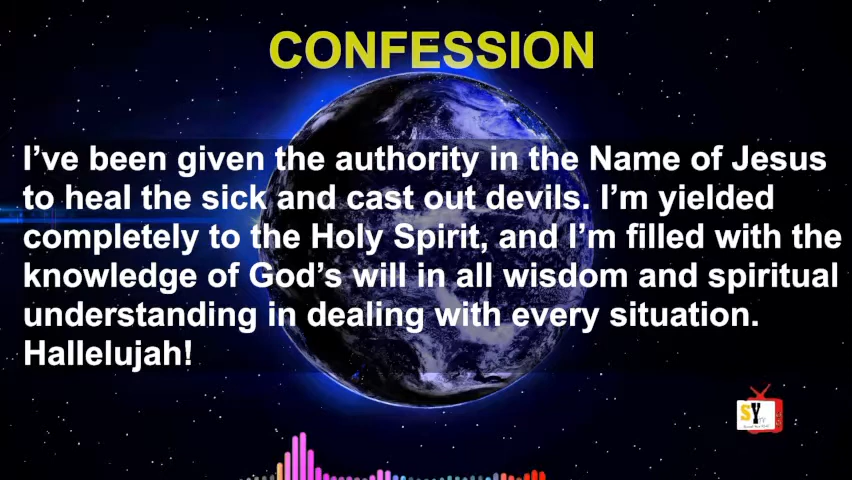 CONFESSION
I’ve been given the authority in the Name of Jesus
to heal the sick and cast out devils. I’m yielded
completely to the Holy Spirit, and I’m filled with the
knowledge of God’s will in all wisdom and spiritual
understanding in dealing with every situation.
Hallelujah!
SY